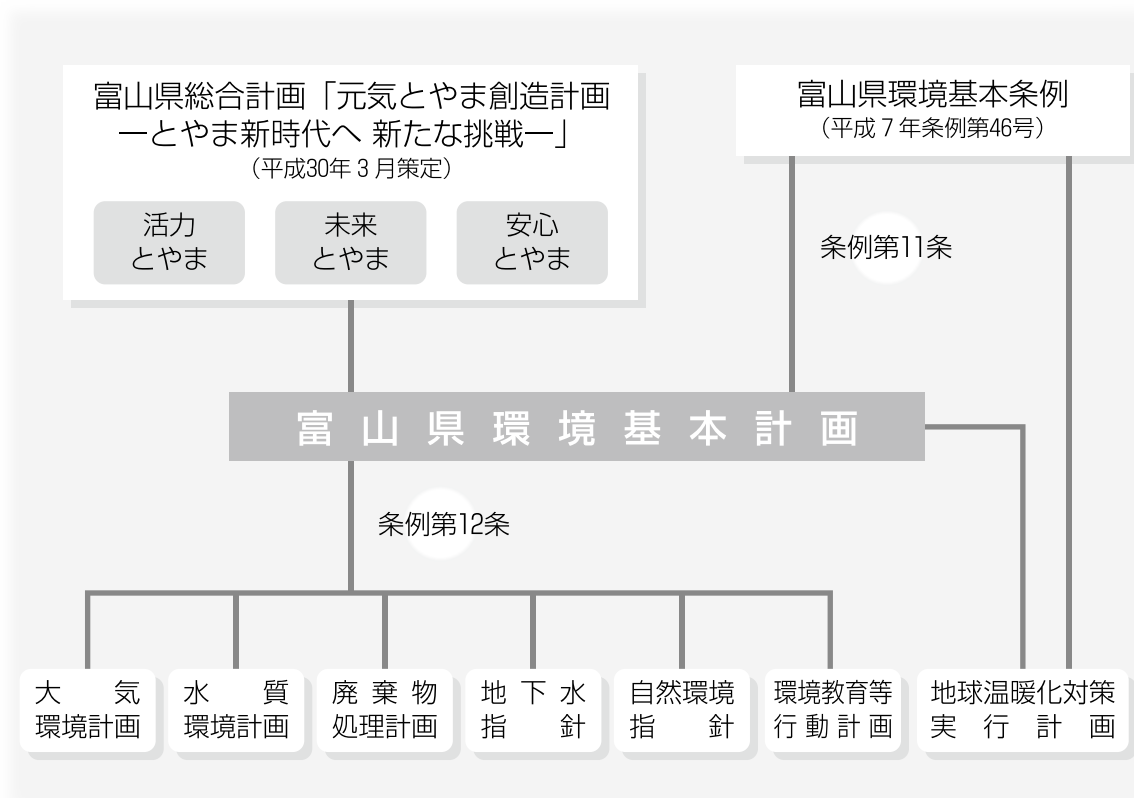 富山県総合計画「元気とやま創造計画
―とやま新時代へ 新たな挑戦―」
（平成30年3月策定）
活力
とやま
未来
とやま
安心
とやま
富山県環境基本条例
（平成7年条例第46号）
条例第11条
富山県環境基本計画
条例第12条
大気
環境計画
水質
環境計画
廃棄物
処理計画
地下水
指針
自然環境
指針
環境教育等
行動計画
地球温暖化対策
実行計画